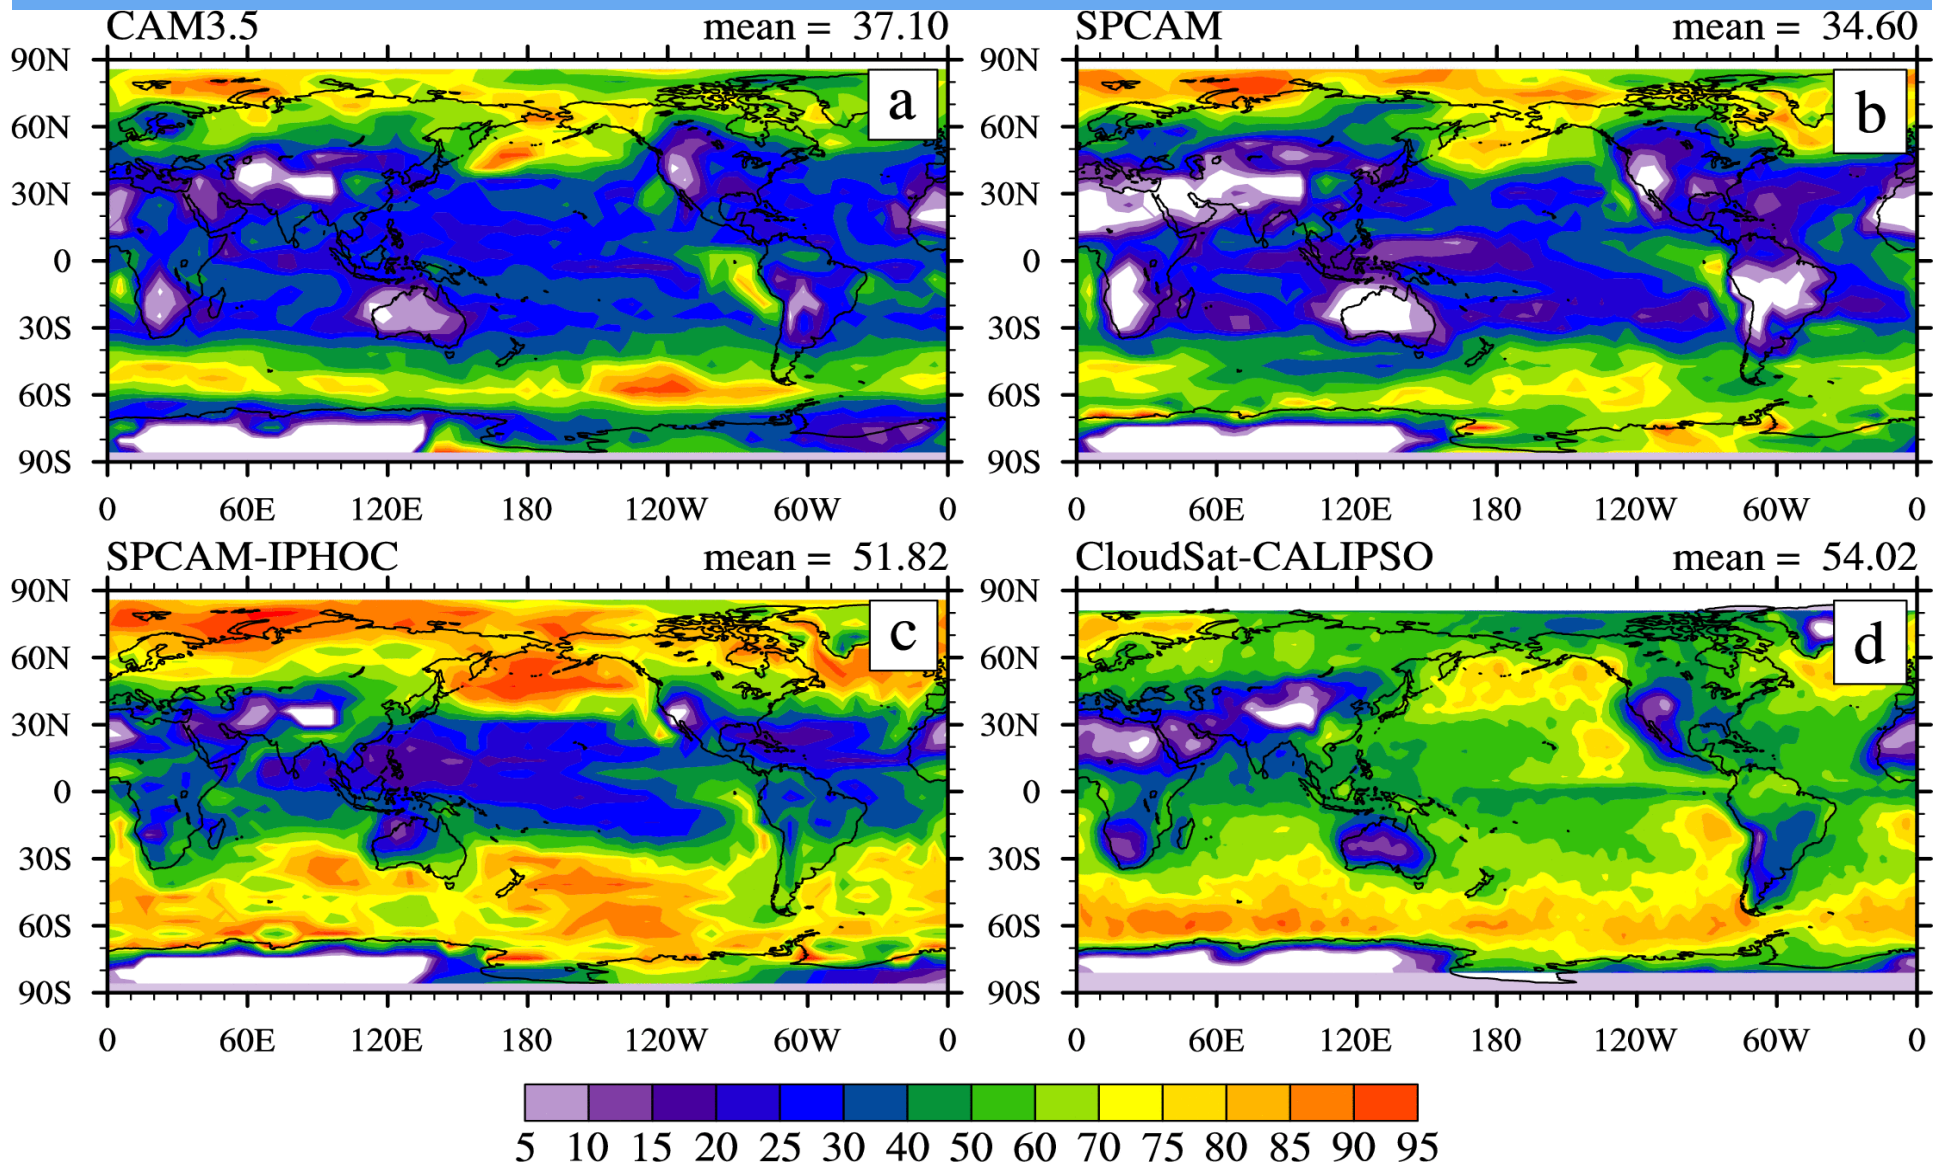 CAM3.5 mean = 37.10
90N
60N
30N
0
30S
60S
90S
0 60E 120E 180 120W 60W 0
a
SPCAM mean = 34.60
90N
60N
30N
0
30S
60S
90S
0 60E 120E 180 120W 60W 0
b
SPCAM-IPHOC mean = 51.82
90N
60N
30N
0
30S
60S
90S
0 60E 120E 180 120W 60W 0
c
CloudSat-CALIPSO mean = 54.02
90N
60N
30N
0
30S
60S
90S
0 60E 120E 180 120W 60W 0
d
5 10 15 20 25 30 40 50 60 70 75 80 85 90 95